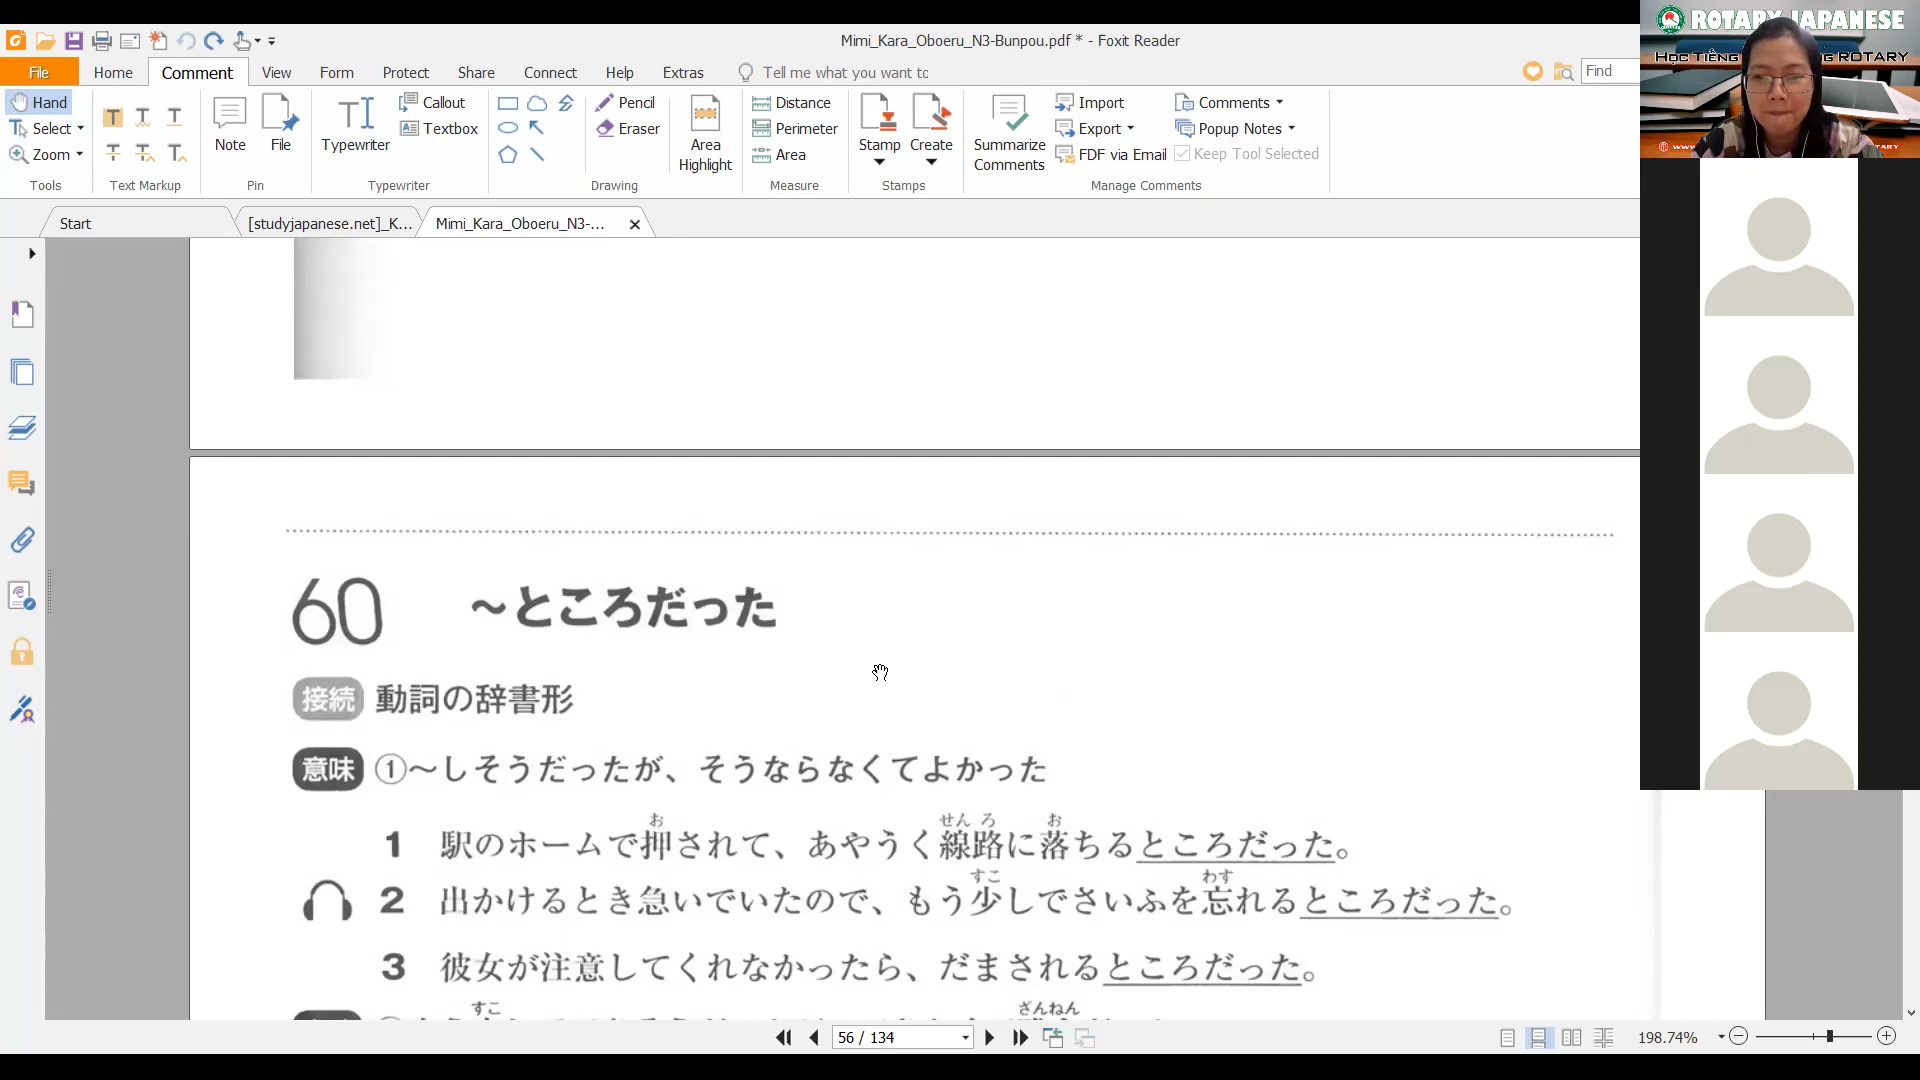 Mimi_Kara_Oboeru_N3-Bunpou.pdf * - Foxit Reader
ROTARY JAPANESE
File Home Comment View Form Protect Share Connect Help Extras Tell me what you want to Find
Hand
Select
Zoom
Tools
Text Markup
Note
File
Pin
Typewriter
Callout
Textbox
Typewriter
Pencil
Eraser
Area Highlight
Drawing
Distance
Perimeter
Area
Measure
Stamp
Create
Stamps
Summarize Comments
Import
Export
FDF via Email
Comments
Popup Notes
Keep Tool Selected
Manage Comments
Start
[studyjapanese.net]_K...
Mimi_Kara_Oboeru_N3-...
60 ～ところだった
接続 動詞の辞書形
意味 ①～しそうだったが、そうならなくてよかった
1 駅のホームで押されて、あやうく線路に落ちるところだった。
2 出かけるとき急いでいたので、もう少しでさいふを忘れるところだった。
3 彼女が注意してくれなかったら、だまされるところだった。
56 / 134
198.74%